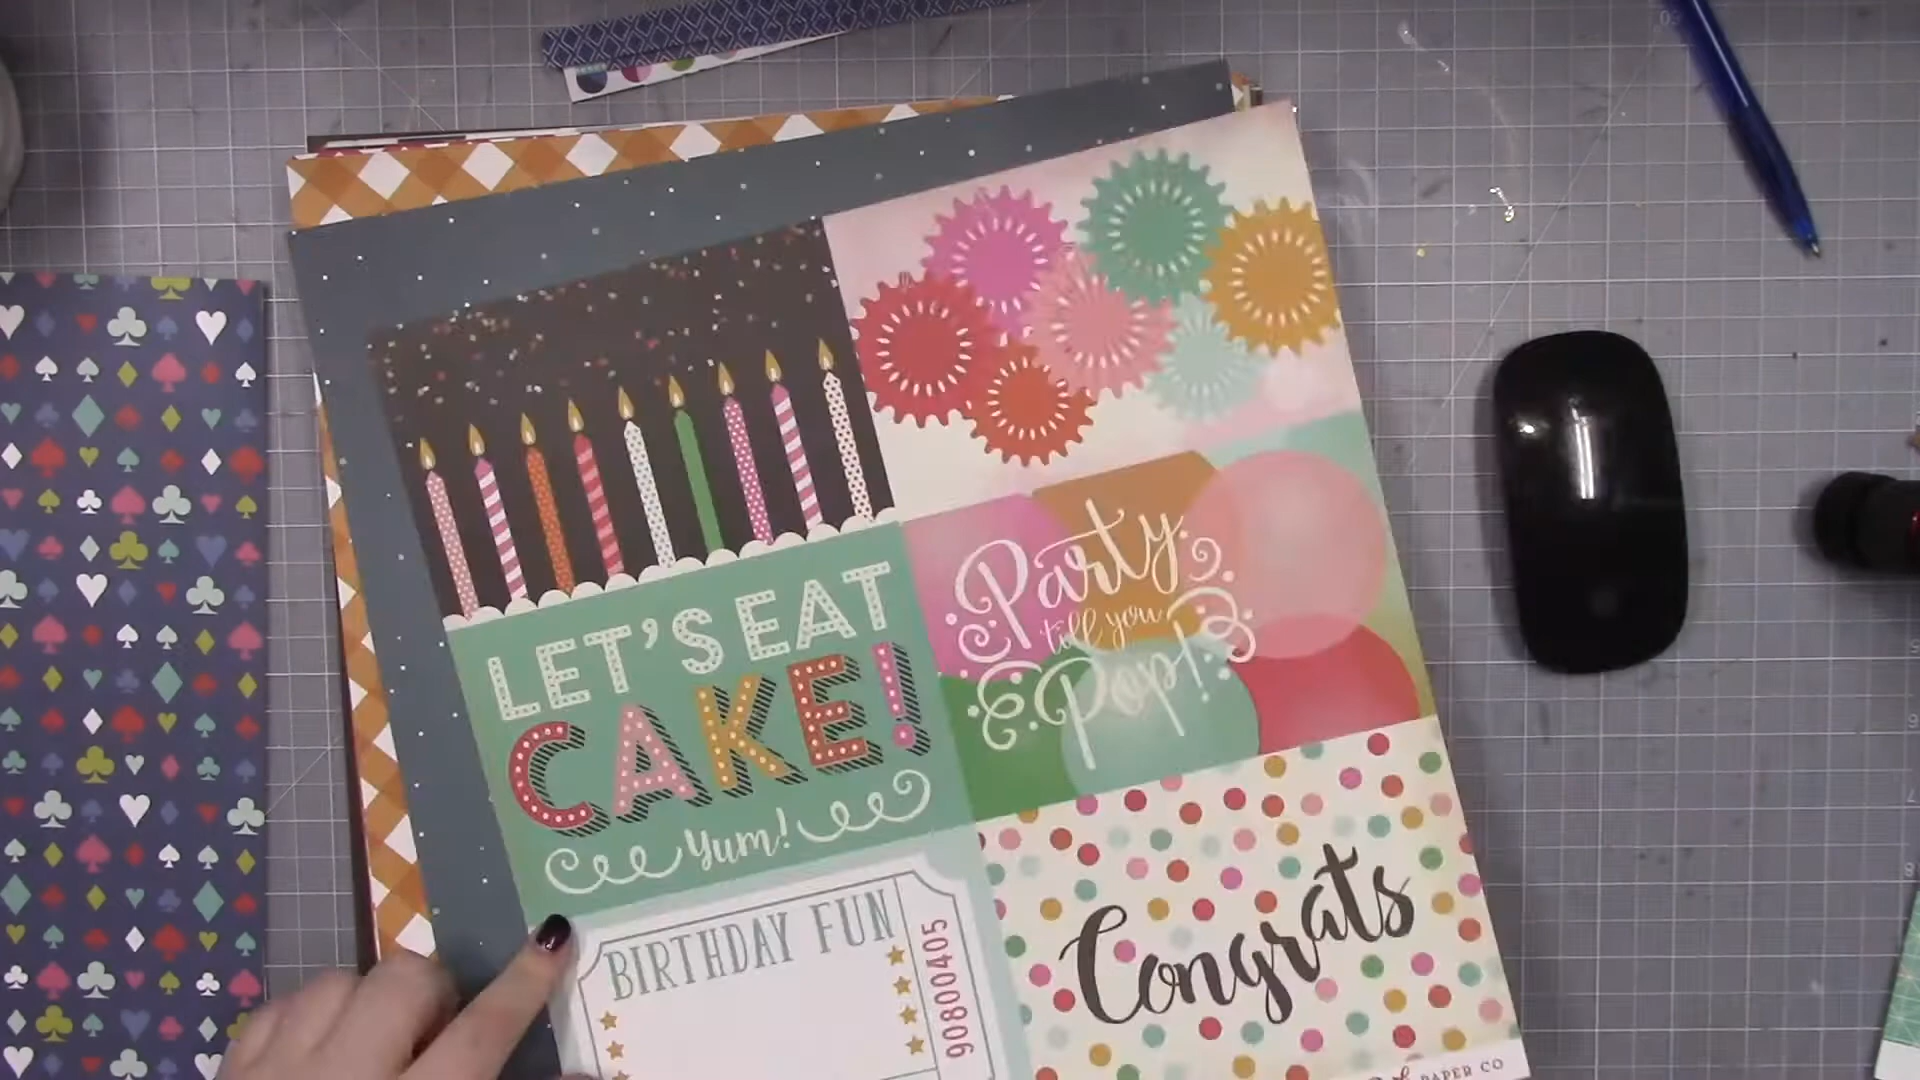 LET'S EAT
CAKE!
Yum!
Party
till you
Pop!
BIRTHDAY FUN
90800405
Congrats
PAPER CO